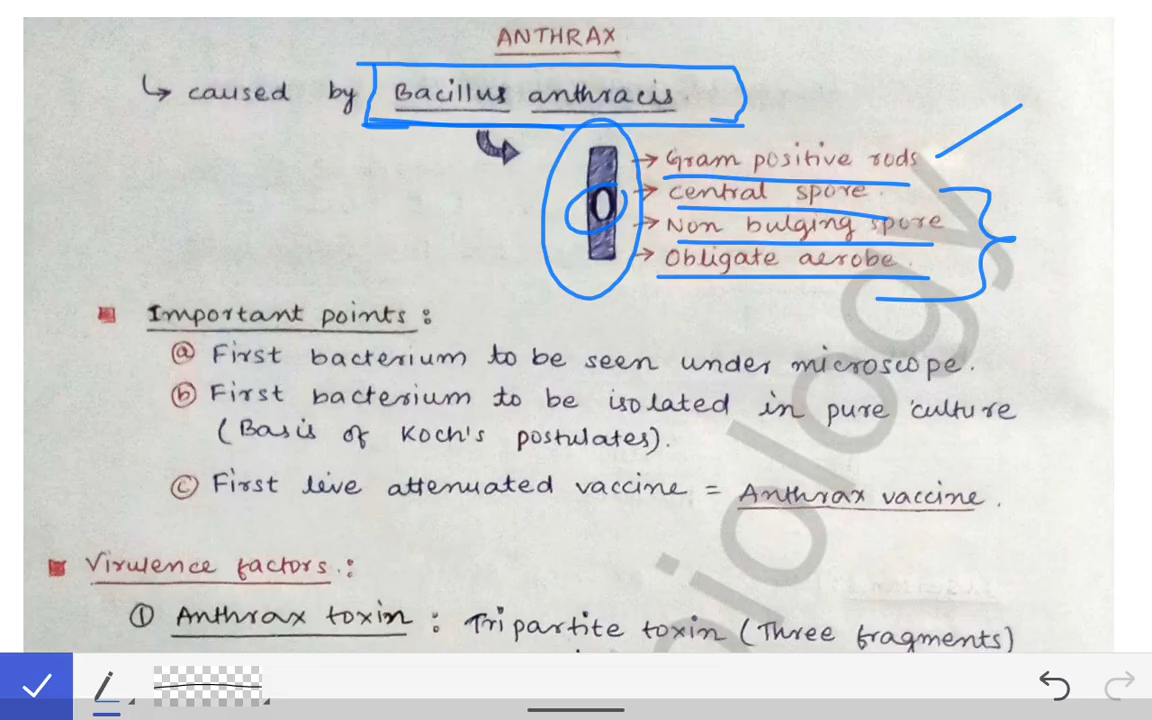 ANTHRAX
↳ caused by Bacillus anthracis.
→ Gram positive rods
→ central spore.
→ Non bulging spore
→ Obligate aerobe.
Important points:
ⓐ First bacterium to be seen under microscope.
ⓑ First bacterium to be isolated in pure culture
(Basis of Koch's postulates).
ⓒ First live attenuated vaccine = Anthrax vaccine.
Virulence factors:
① Anthrax toxin: Tripartite toxin (Three fragments)